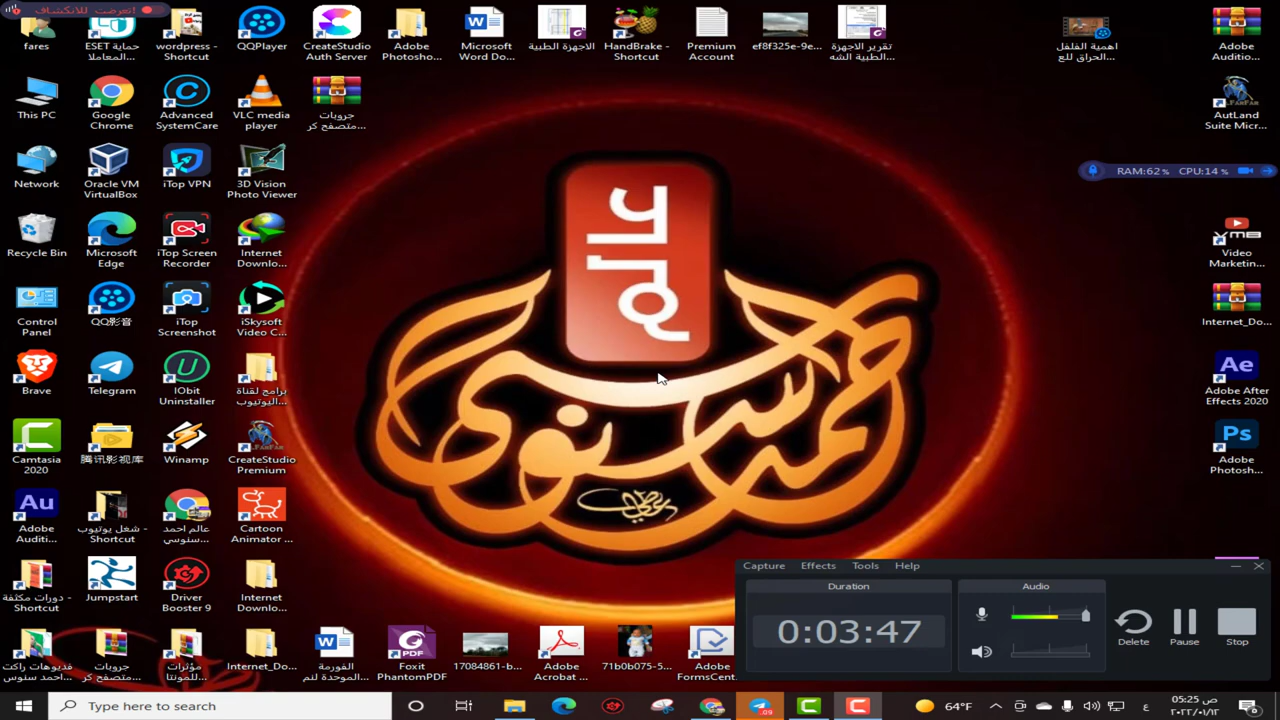 تعرضت للانكشاف!
fares
حماية ESET
المعاملا...
wordpress -
Shortcut
QQPlayer
CreateStudio
Auth Server
Adobe
Photosho...
Microsoft
Word Do...
الاجهزة الطبية
HandBrake -
Shortcut
Premium
Account
ef8f325e-9e...
تقرير الاجهزة
الطبية الشه...
اهمية الفلفل
الحراق للع...
Adobe
Auditio...
This PC
Google
Chrome
Advanced
SystemCare
VLC media
player
جروبات
متصفح كر...
AutLand
Suite Micr...
Network
Oracle VM
VirtualBox
iTop VPN
3D Vision
Photo Viewer
RAM:62% CPU:14 %
Recycle Bin
Microsoft
Edge
iTop Screen
Recorder
Internet
Downlo...
Video
Marketin...
Control
Panel
QQ影音
iTop
Screenshot
iSkysoft
Video C...
Internet_Do...
Brave
Telegram
IObit
Uninstaller
برامج لقناة
اليوتيوب...
Ae
Adobe After
Effects 2020
Camtasia
2020
腾讯影视库
Winamp
CreateStudio
Premium
Ps
Adobe
Photosh...
Au
Adobe
Auditi...
شغل يوتيوب -
Shortcut
عالم احمد
سنوسي...
Cartoon
Animator ...
دورات مكثفة -
Shortcut
Jumpstart
Driver
Booster 9
Internet
Downlo...
فديوهات راكت
احمد سنوس...
جروبات
متصفح كر...
مؤثرات
للمونتا...
Internet_Do...
الفورمة
الموحدة لنم...
PDF
Foxit
PhantomPDF
17084861-b...
Adobe
Acrobat ...
71b0b075-5...
Adobe
FormsCent...
Capture Effects Tools Help
Duration
Audio
0:03:47
Delete
Pause
Stop
Type here to search
64°F
ع
05:25 ص